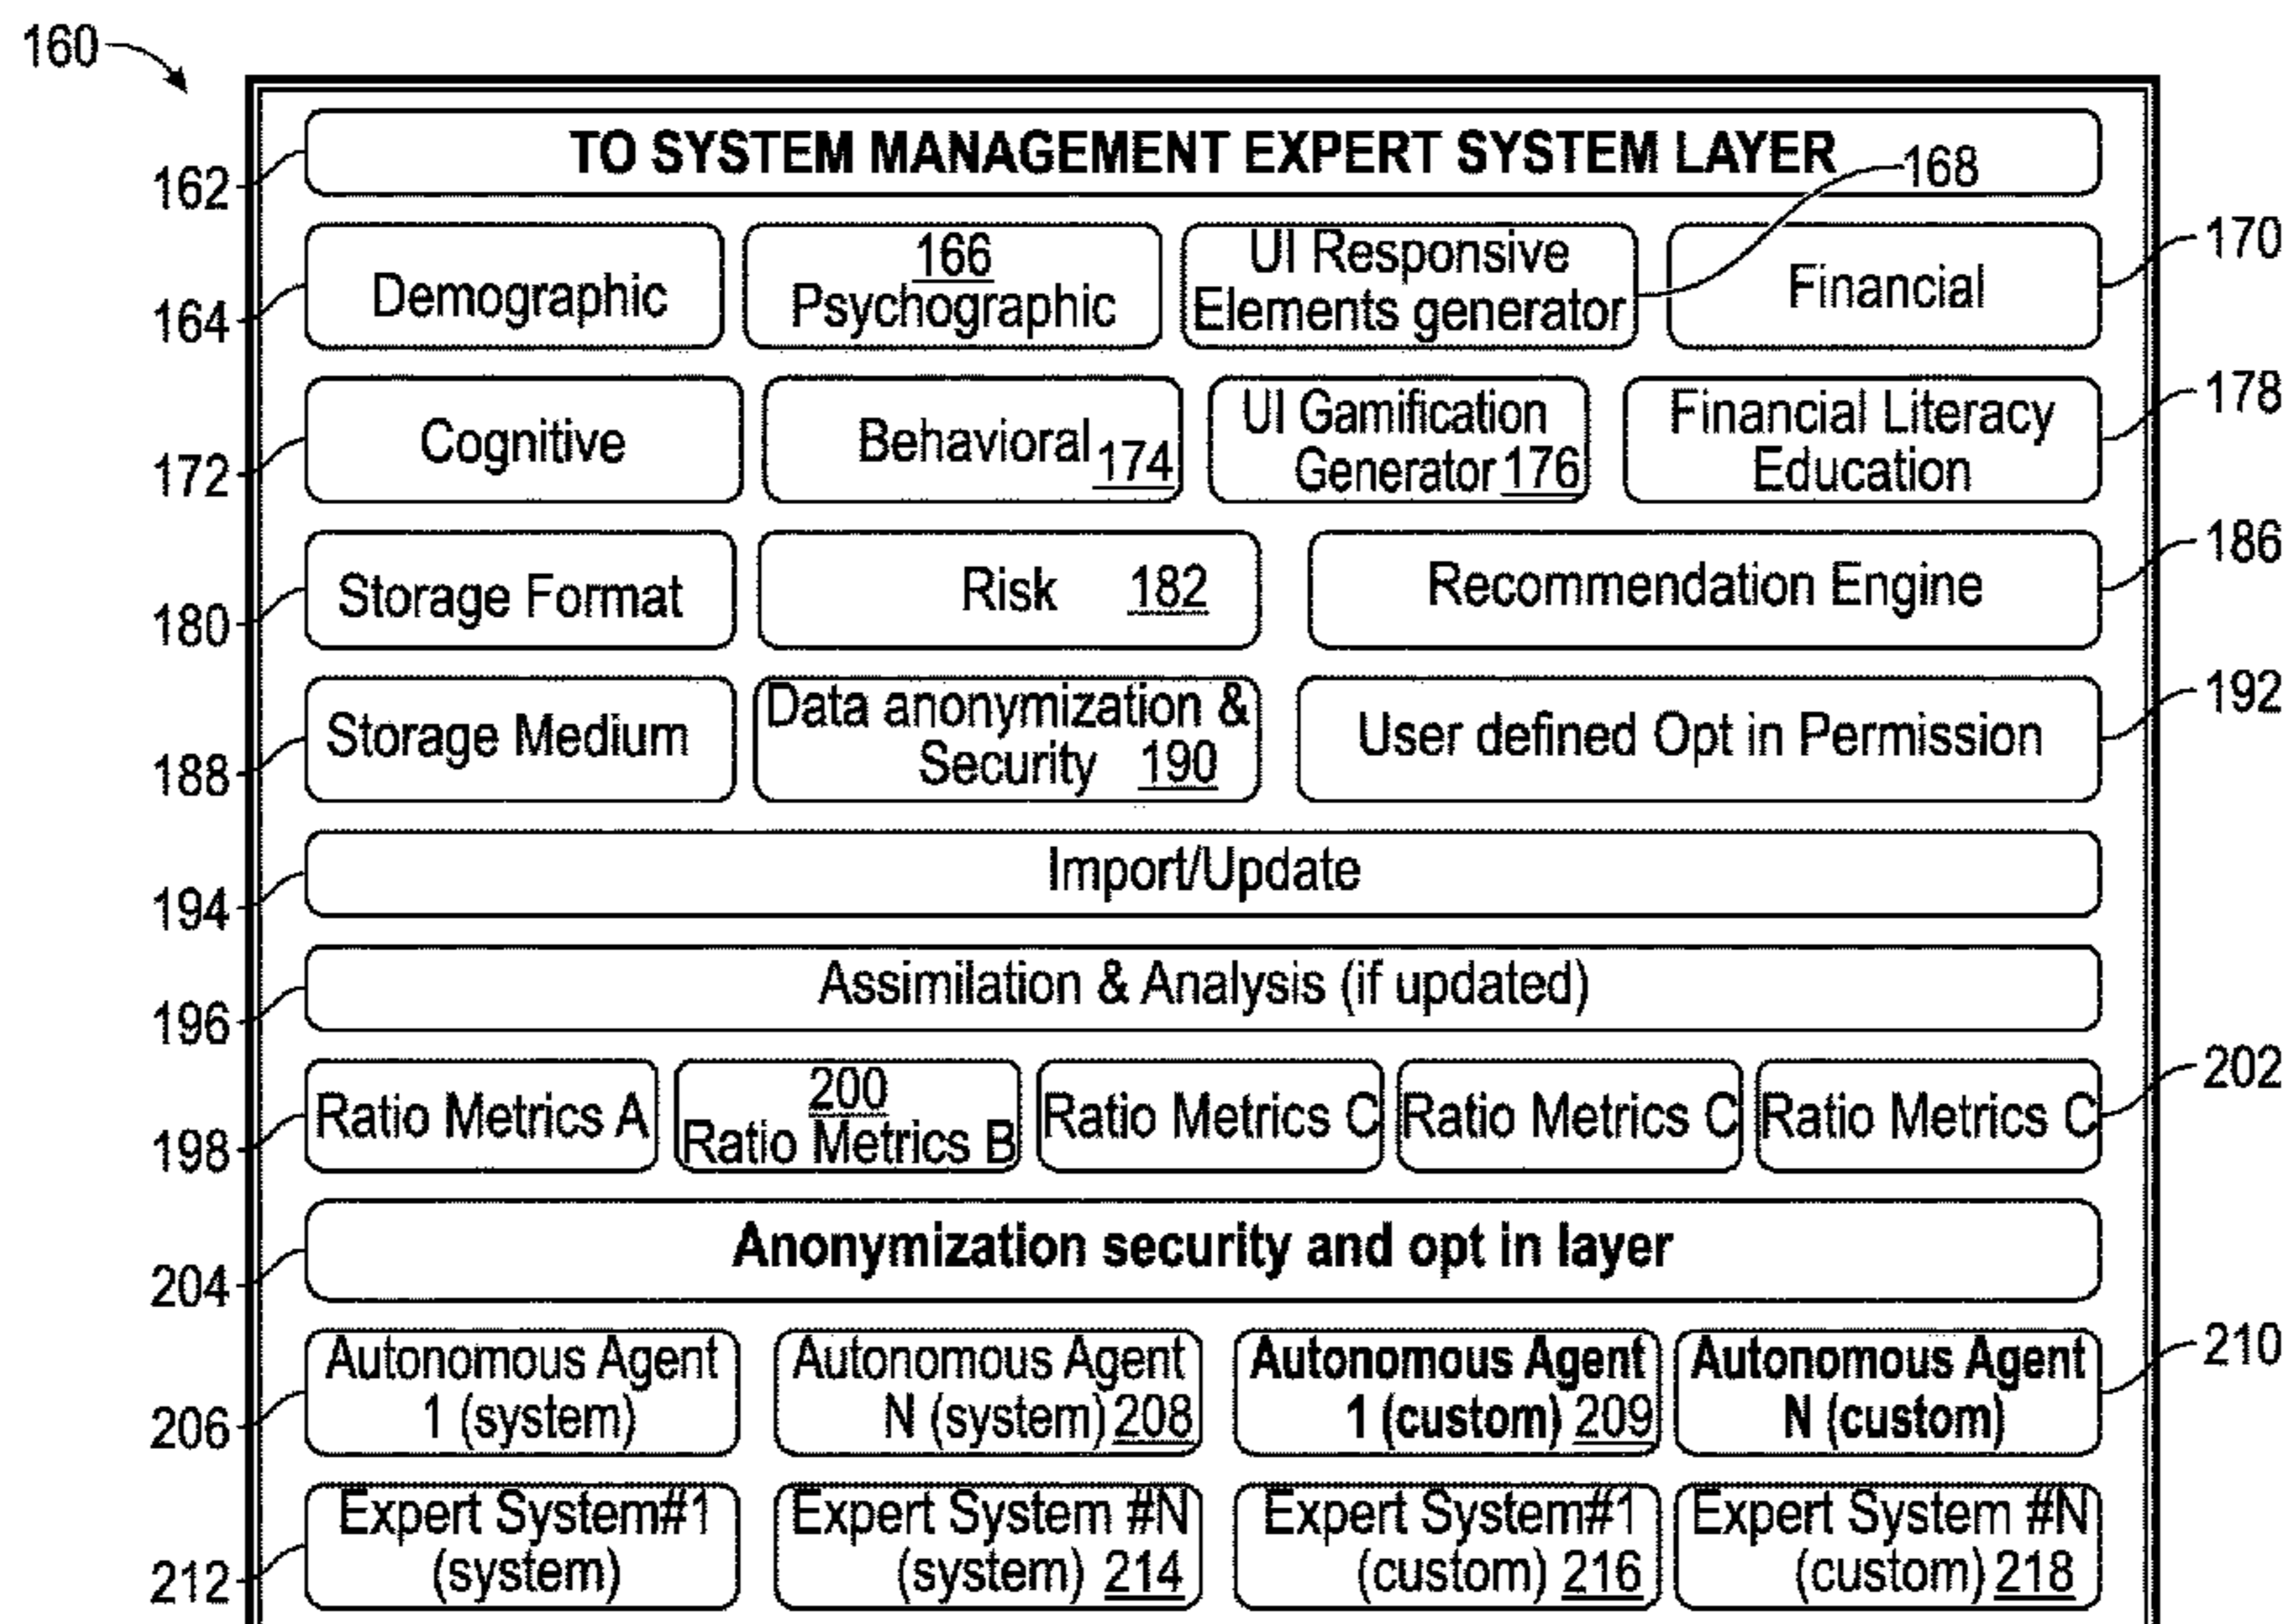 160
TO SYSTEM MANAGEMENT EXPERT SYSTEM LAYER
162
168
Demographic
164
166
Psychographic
UI Responsive
Elements generator
Financial
170
Cognitive
172
Behavioral 174
UI Gamification
Generator 176
Financial Literacy
Education
178
Storage Format
180
Risk 182
Recommendation Engine
186
Storage Medium
188
Data anonymization &
Security 190
User defined Opt in Permission
192
Import/Update
194
Assimilation & Analysis (if updated)
196
Ratio Metrics A
198
200
Ratio Metrics B
Ratio Metrics C
Ratio Metrics C
Ratio Metrics C
202
Anonymization security and opt in layer
204
Autonomous Agent
1 (system)
206
Autonomous Agent
N (system) 208
Autonomous Agent
1 (custom) 209
Autonomous Agent
N (custom)
210
Expert System#1
(system)
212
Expert System #N
(system) 214
Expert System#1
(custom) 216
Expert System #N
(custom) 218